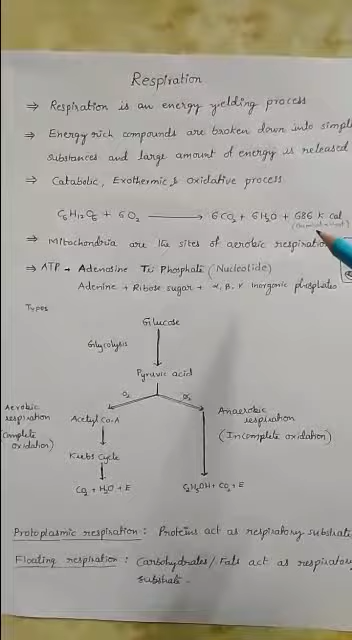 Respiration
⇒ Respiration is an energy yielding process
⇒ Energy rich compounds are broken down into simple
substances and large amount of energy is released
⇒ Catabolic, Exothermic & oxidative process
C₆H₁₂O₆ + 6O₂ → 6CO₂ + 6H₂O + 686 k cal
⇒ Mitochondria are the sites of aerobic respiration
⇒ ATP → Adenosine Tri Phosphate (Nucleotide)
Adenine + Ribose sugar + α, β, γ inorganic phosphates
Types
Glucose
Glycolysis
Pyruvic acid
O₂
Aerobic respiration
(Complete oxidation)
Acetyl Co-A
Krebs Cycle
CO₂ + H₂O + E
Anaerobic respiration
(Incomplete oxidation)
C₂H₅OH + CO₂ + E
Protoplasmic respiration : Proteins act as respiratory substrate
Floating respiration : Carbohydrates/Fats act as respiratory
substrate.